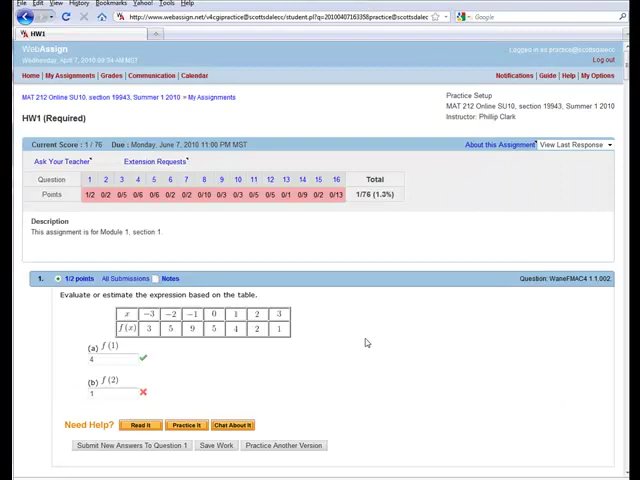 File Edit View History Bookmarks Yahoo! Tools Help
http://www.webassign.net/v4cgipractice@scottsdalecc/student.pl?q=2010040716335&practice@scottsdalec
Google
HW1
WebAssign
Logged in as practice@scottsdalecc
Wednesday, April 7, 2010 09:34 AM MST
Log out
Home | My Assignments | Grades | Communication | Calendar
Notifications | Guide | Help | My Options
MAT 212 Online SU10, section 19943, Summer 1 2010 » My Assignments
Practice Setup
MAT 212 Online SU10, section 19943, Summer 1 2010
Instructor: Phillip Clark
HW1 (Required)
Current Score : 1 / 76 Due : Monday, June 7, 2010 11:00 PM MST
About this Assignment View Last Response
Ask Your Teacher Extension Requests
Question 1 2 3 4 5 6 7 8 9 10 11 12 13 14 15 16 Total
Points 1/2 0/2 0/5 0/6 0/6 0/2 0/2 0/10 0/3 0/3 0/5 0/5 0/1 0/9 0/2 0/13 1/76 (1.3%)
Description
This assignment is for Module 1, section 1.
1. 1/2 points All Submissions Notes Question: WaneFMAC4 1.1.002.
Evaluate or estimate the expression based on the table.
x −3 −2 −1 0 1 2 3
f(x) 3 5 9 5 4 2 1
(a) f(1)
4
(b) f(2)
1
Need Help? Read It Practice It Chat About It
Submit New Answers To Question 1 Save Work Practice Another Version